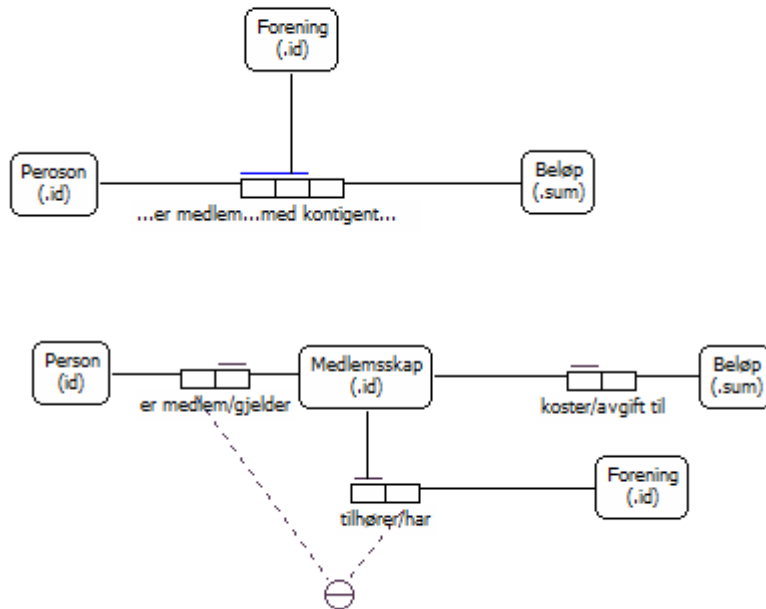 Forening
(.id)
Peroson
(.id)
Beløp
(.sum)
...er medlem...med kontigent...
Person
(id)
Medlemsskap
(.id)
Beløp
(.sum)
er medlem/gjelder
koster/avgift til
Forening
(.id)
tilhører/har